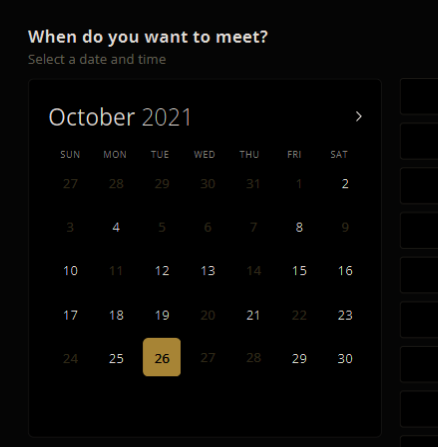 When do you want to meet?
Select a date and time
October 2021 >
SUN MON TUE WED THU FRI SAT
27 28 29 30 31 1 2
3 4 5 6 7 8 9
10 11 12 13 14 15 16
17 18 19 20 21 22 23
24 25 26 27 28 29 30